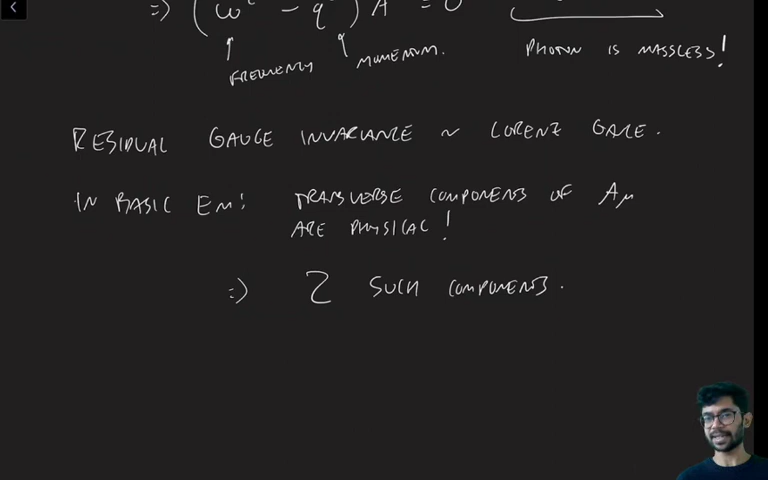 => (ω² - q²) A = 0
FREQUENCY MOMENTUM. PHOTON IS MASSLESS!
RESIDUAL GAUGE INVARIANCE ~ LORENZ GAUGE.
IN BASIC EM: TRANSVERSE COMPONENTS OF Aμ
ARE PHYSICAL!
=> 2 SUCH COMPONENTS.